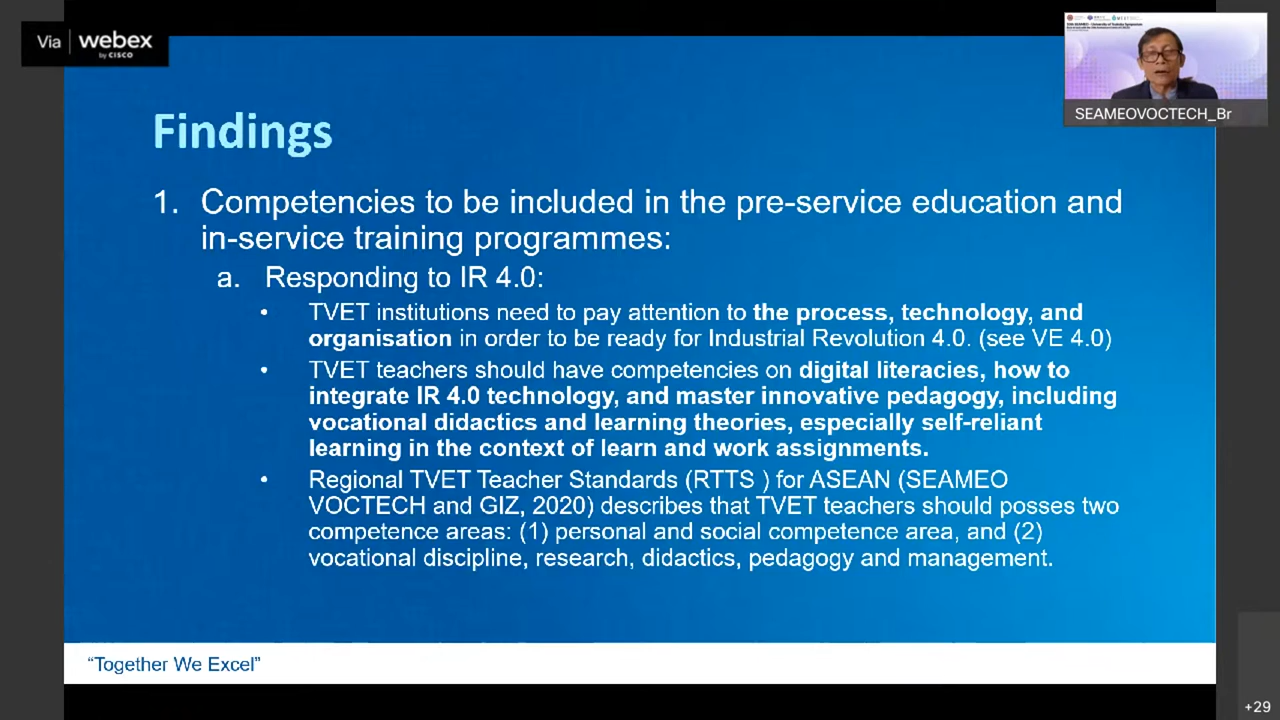 Via webex
by CISCO
SEAMEOVOCTECH_Br
Findings
1. Competencies to be included in the pre-service education and
in-service training programmes:
a. Responding to IR 4.0:
• TVET institutions need to pay attention to the process, technology, and
organisation in order to be ready for Industrial Revolution 4.0. (see VE 4.0)
• TVET teachers should have competencies on digital literacies, how to
integrate IR 4.0 technology, and master innovative pedagogy, including
vocational didactics and learning theories, especially self-reliant
learning in the context of learn and work assignments.
• Regional TVET Teacher Standards (RTTS ) for ASEAN (SEAMEO
VOCTECH and GIZ, 2020) describes that TVET teachers should posses two
competence areas: (1) personal and social competence area, and (2)
vocational discipline, research, didactics, pedagogy and management.
“Together We Excel”
+29